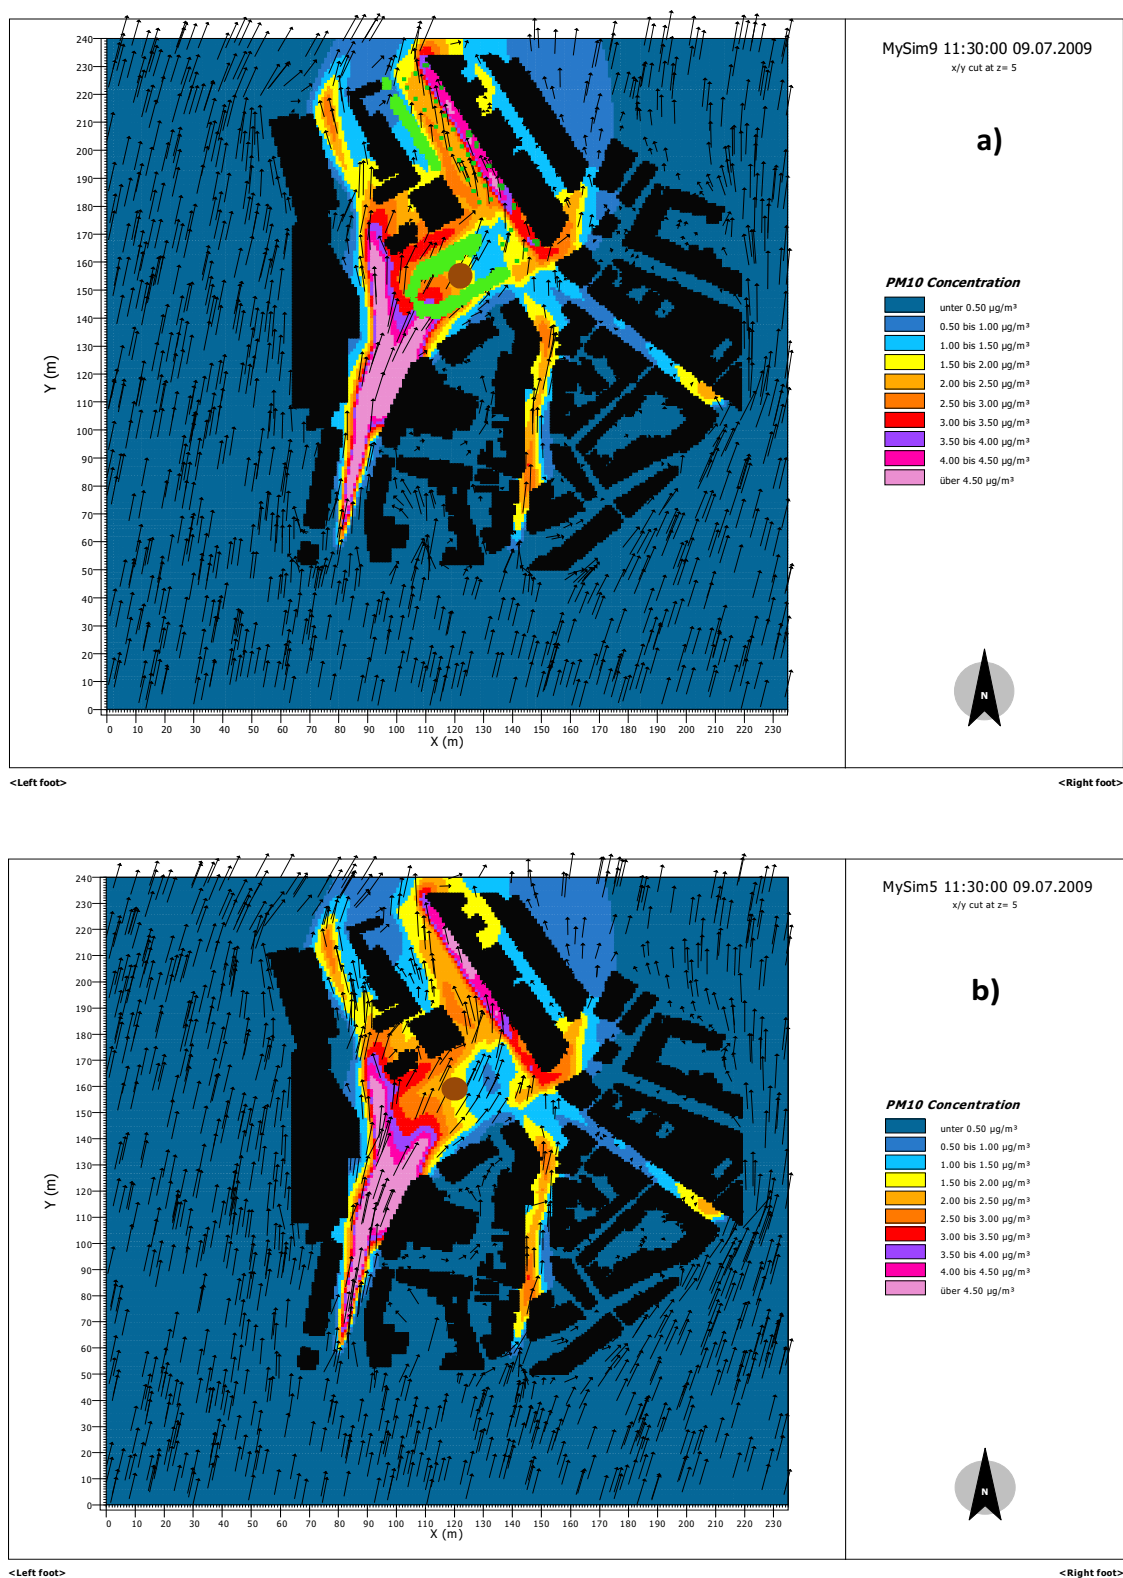 MySim9 11:30:00 09.07.2009
x/y cut at z= 5
a)
Y (m)
240
230
220
210
200
190
180
170
160
150
140
130
120
110
100
90
80
70
60
50
40
30
20
10
0
0 10 20 30 40 50 60 70 80 90 100 110 120 130 140 150 160 170 180 190 200 210 220 230
X (m)
PM10 Concentration
unter 0.50 µg/m³
0.50 bis 1.00 µg/m³
1.00 bis 1.50 µg/m³
1.50 bis 2.00 µg/m³
2.00 bis 2.50 µg/m³
2.50 bis 3.00 µg/m³
3.00 bis 3.50 µg/m³
3.50 bis 4.00 µg/m³
4.00 bis 4.50 µg/m³
über 4.50 µg/m³
N
<Left foot>
<Right foot>
MySim5 11:30:00 09.07.2009
x/y cut at z= 5
b)
Y (m)
240
230
220
210
200
190
180
170
160
150
140
130
120
110
100
90
80
70
60
50
40
30
20
10
0
0 10 20 30 40 50 60 70 80 90 100 110 120 130 140 150 160 170 180 190 200 210 220 230
X (m)
PM10 Concentration
unter 0.50 µg/m³
0.50 bis 1.00 µg/m³
1.00 bis 1.50 µg/m³
1.50 bis 2.00 µg/m³
2.00 bis 2.50 µg/m³
2.50 bis 3.00 µg/m³
3.00 bis 3.50 µg/m³
3.50 bis 4.00 µg/m³
4.00 bis 4.50 µg/m³
über 4.50 µg/m³
N
<Left foot>
<Right foot>